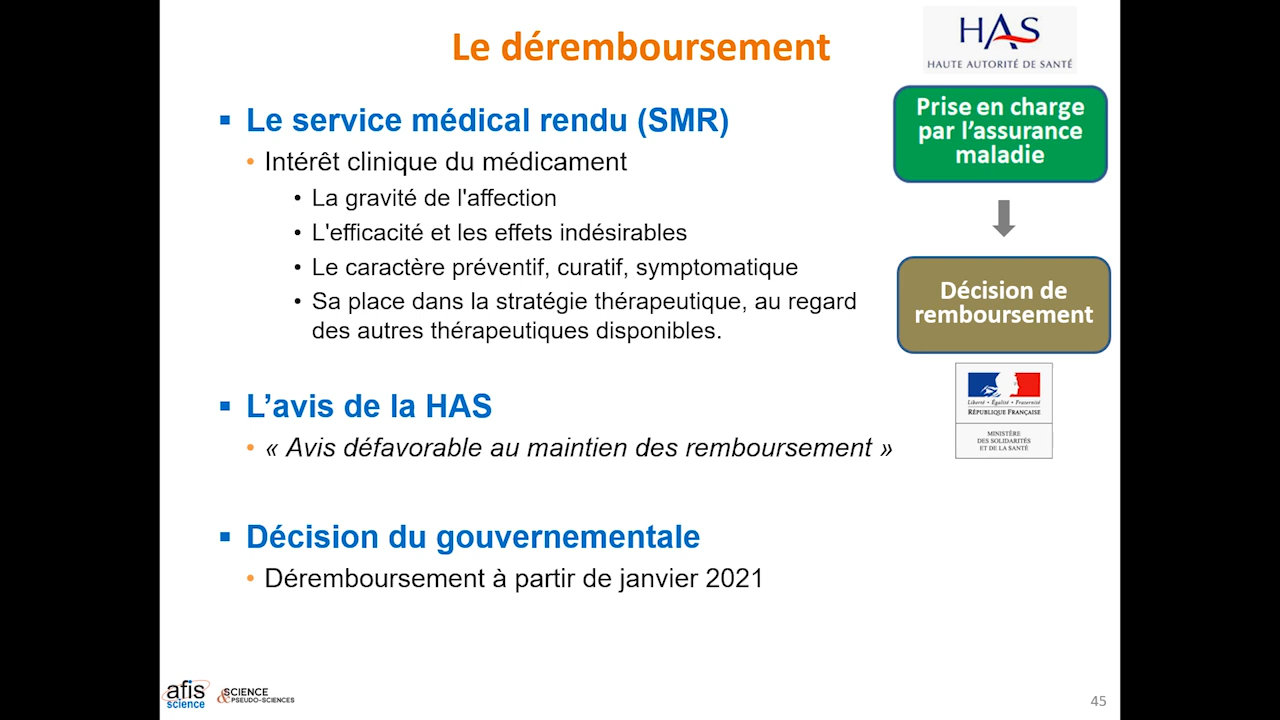 Le déremboursement
HAS
HAUTE AUTORITÉ DE SANTÉ
▪ Le service médical rendu (SMR)
• Intérêt clinique du médicament
• La gravité de l'affection
• L'efficacité et les effets indésirables
• Le caractère préventif, curatif, symptomatique
• Sa place dans la stratégie thérapeutique, au regard
des autres thérapeutiques disponibles.
Prise en charge
par l’assurance
maladie
Décision de
remboursement
Liberté • Égalité • Fraternité
RÉPUBLIQUE FRANÇAISE
MINISTÈRE
DES SOLIDARITÉS
ET DE LA SANTÉ
▪ L’avis de la HAS
• « Avis défavorable au maintien des remboursement »
▪ Décision du gouvernementale
• Déremboursement à partir de janvier 2021
afis
science
SCIENCE
& PSEUDO-SCIENCES
45